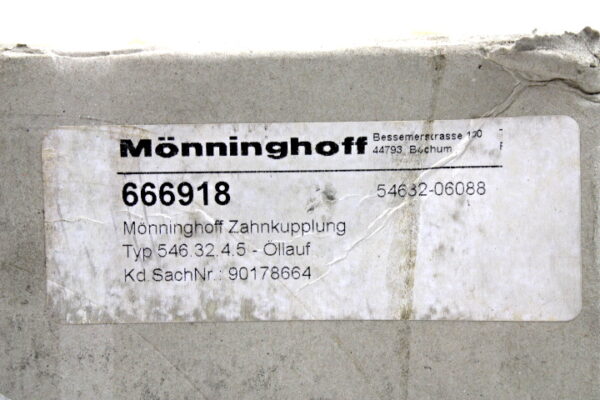 Mönninghoff
Bessemerstrasse 100
44793 Bochum
666918 54632-06088
Mönninghoff Zahnkupplung
Typ 546.32.4.5 - Öllauf
Kd.SachNr.: 90178664